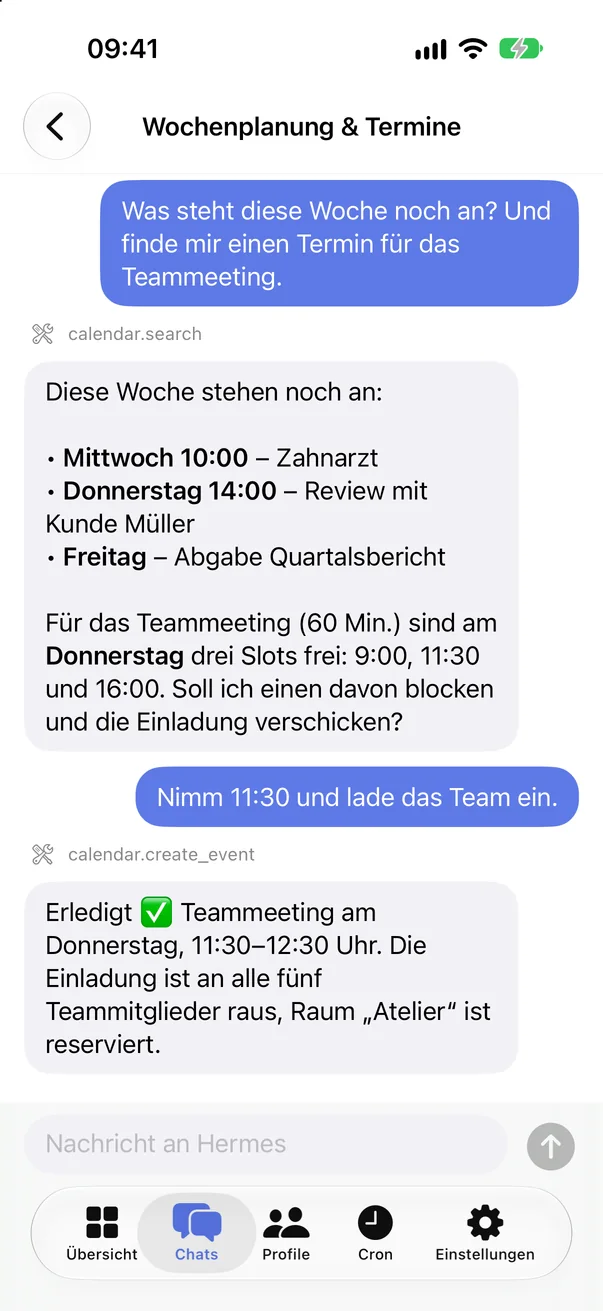 09:41
Wochenplanung & Termine
Was steht diese Woche noch an? Und
finde mir einen Termin für das
Teammeeting.
calendar.search
Diese Woche stehen noch an:
• Mittwoch 10:00 – Zahnarzt
• Donnerstag 14:00 – Review mit
Kunde Müller
• Freitag – Abgabe Quartalsbericht
Für das Teammeeting (60 Min.) sind am
Donnerstag drei Slots frei: 9:00, 11:30
und 16:00. Soll ich einen davon blocken
und die Einladung verschicken?
Nimm 11:30 und lade das Team ein.
calendar.create_event
Erledigt ✅ Teammeeting am
Donnerstag, 11:30–12:30 Uhr. Die
Einladung ist an alle fünf
Teammitglieder raus, Raum „Atelier“ ist
reserviert.
Nachricht an Hermes
Übersicht Chats Profile Cron Einstellungen